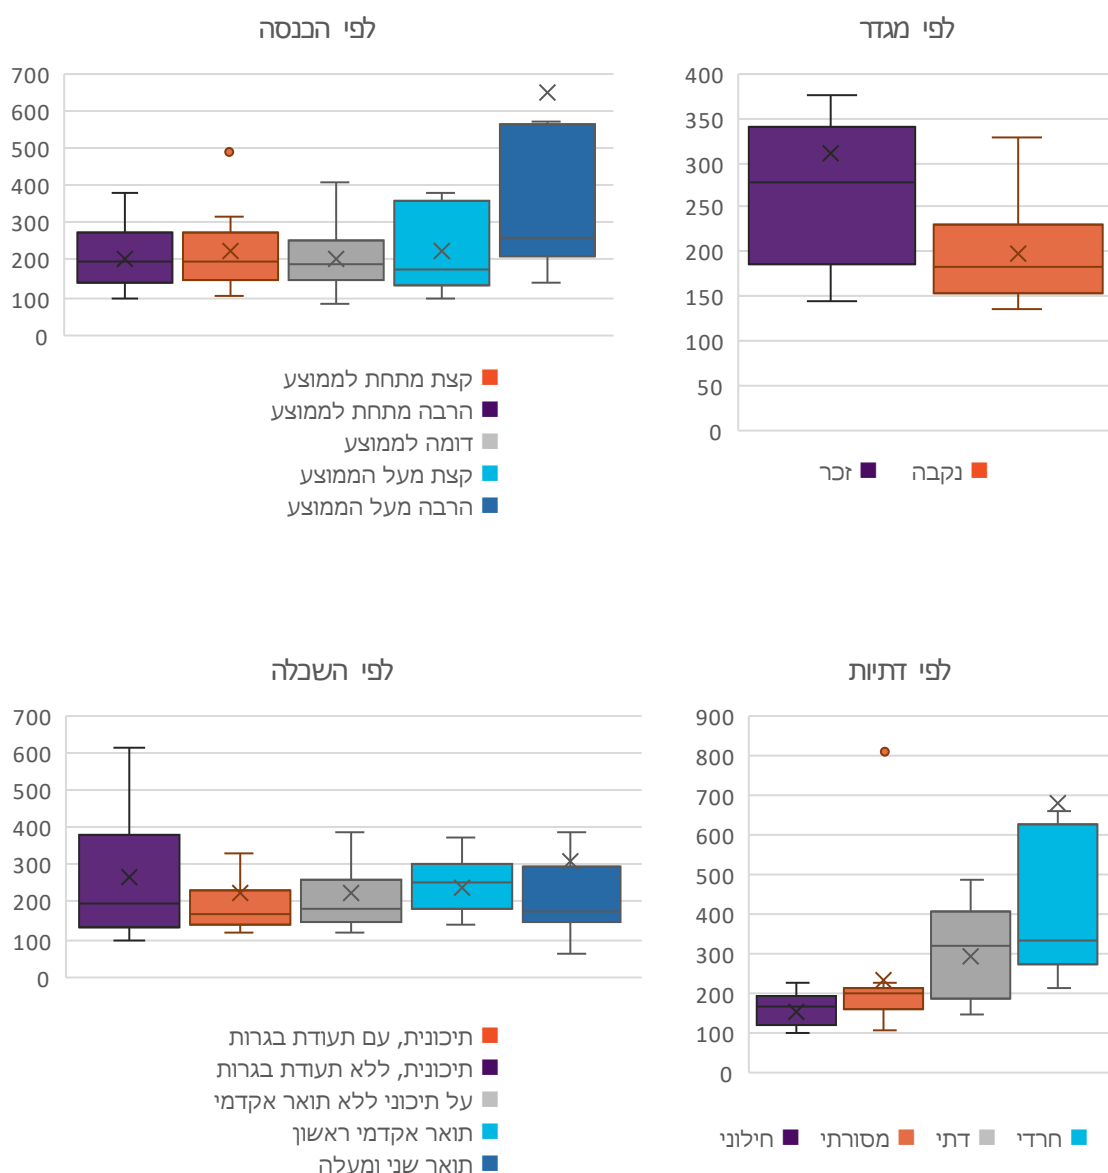 לפי מגדר
400
350
300
250
200
150
100
50
0
זכר
נקבה
לפי הכנסה
700
600
500
400
300
200
100
0
קצת מתחת לממוצע
הרבה מתחת לממוצע
דומה לממוצע
קצת מעל הממוצע
הרבה מעל הממוצע
לפי דתיות
900
800
700
600
500
400
300
200
100
0
חילוני
מסורתי
דתי
חרדי
לפי השכלה
700
600
500
400
300
200
100
0
תיכונית, עם תעודת בגרות
תיכונית, ללא תעודת בגרות
על תיכוני ללא תואר אקדמי
תואר אקדמי ראשון
תואר שני ומעלה